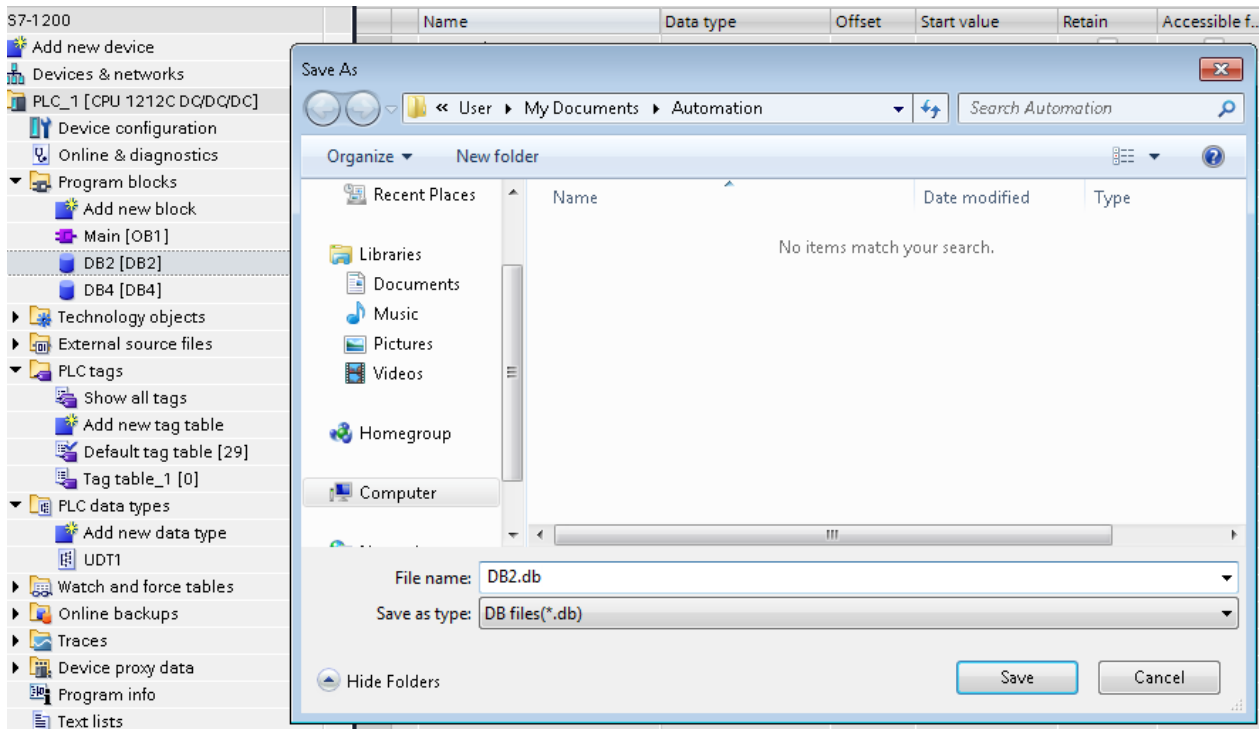 S7-1200
Add new device
Devices & networks
PLC_1 [CPU 1212C DC/DC/DC]
Device configuration
Online & diagnostics
Program blocks
Add new block
Main [OB1]
DB2 [DB2]
DB4 [DB4]
Technology objects
External source files
PLC tags
Show all tags
Add new tag table
Default tag table [29]
Tag table_1 [0]
PLC data types
Add new data type
UDT1
Watch and force tables
Online backups
Traces
Device proxy data
Program info
Text lists
Name Data type Offset Start value Retain Accessible f...
Save As
« User My Documents Automation Search Automation
Organize New folder
Recent Places
Libraries
Documents
Music
Pictures
Videos
Homegroup
Computer
Name Date modified Type
No items match your search.
File name: DB2.db
Save as type: DB files(*.db)
Hide Folders Save Cancel